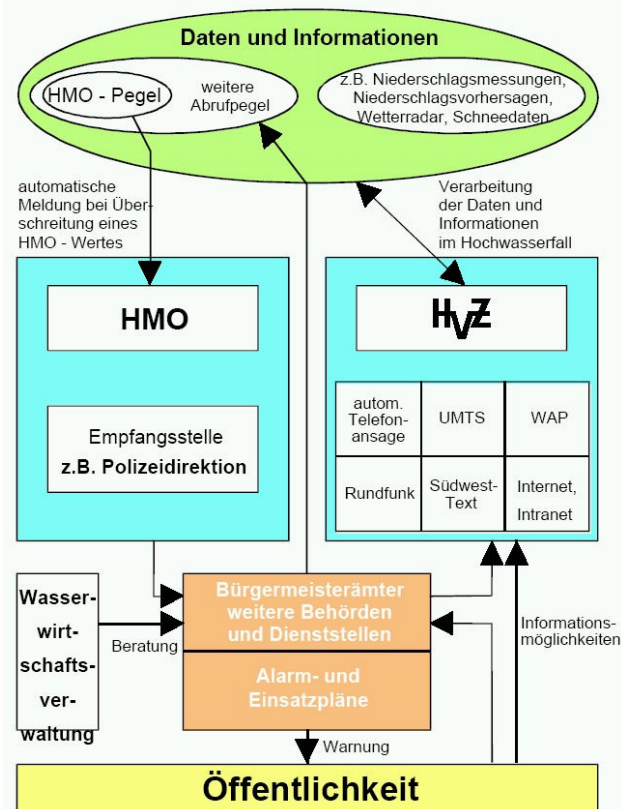 Daten und Informationen
HMO - Pegel
weitere
Abrufpegel
z.B. Niederschlagsmessungen,
Niederschlagsvorhersagen,
Wetterradar, Schneedaten
automatische
Meldung bei Über-
schreitung eines
HMO - Wertes
Verarbeitung
der Daten und
Informationen
im Hochwasserfall
HMO
HVZ
Empfangsstelle
z.B. Polizeidirektion
autom.
Telefon-
ansage
UMTS
WAP
Rundfunk
Südwest-
Text
Internet,
Intranet
Wasser-
wirt-
schafts-
ver-
waltung
Beratung
Bürgermeisterämter
weitere Behörden
und Dienststellen
Alarm- und
Einsatzpläne
Informations-
möglichkeiten
Warnung
Öffentlichkeit